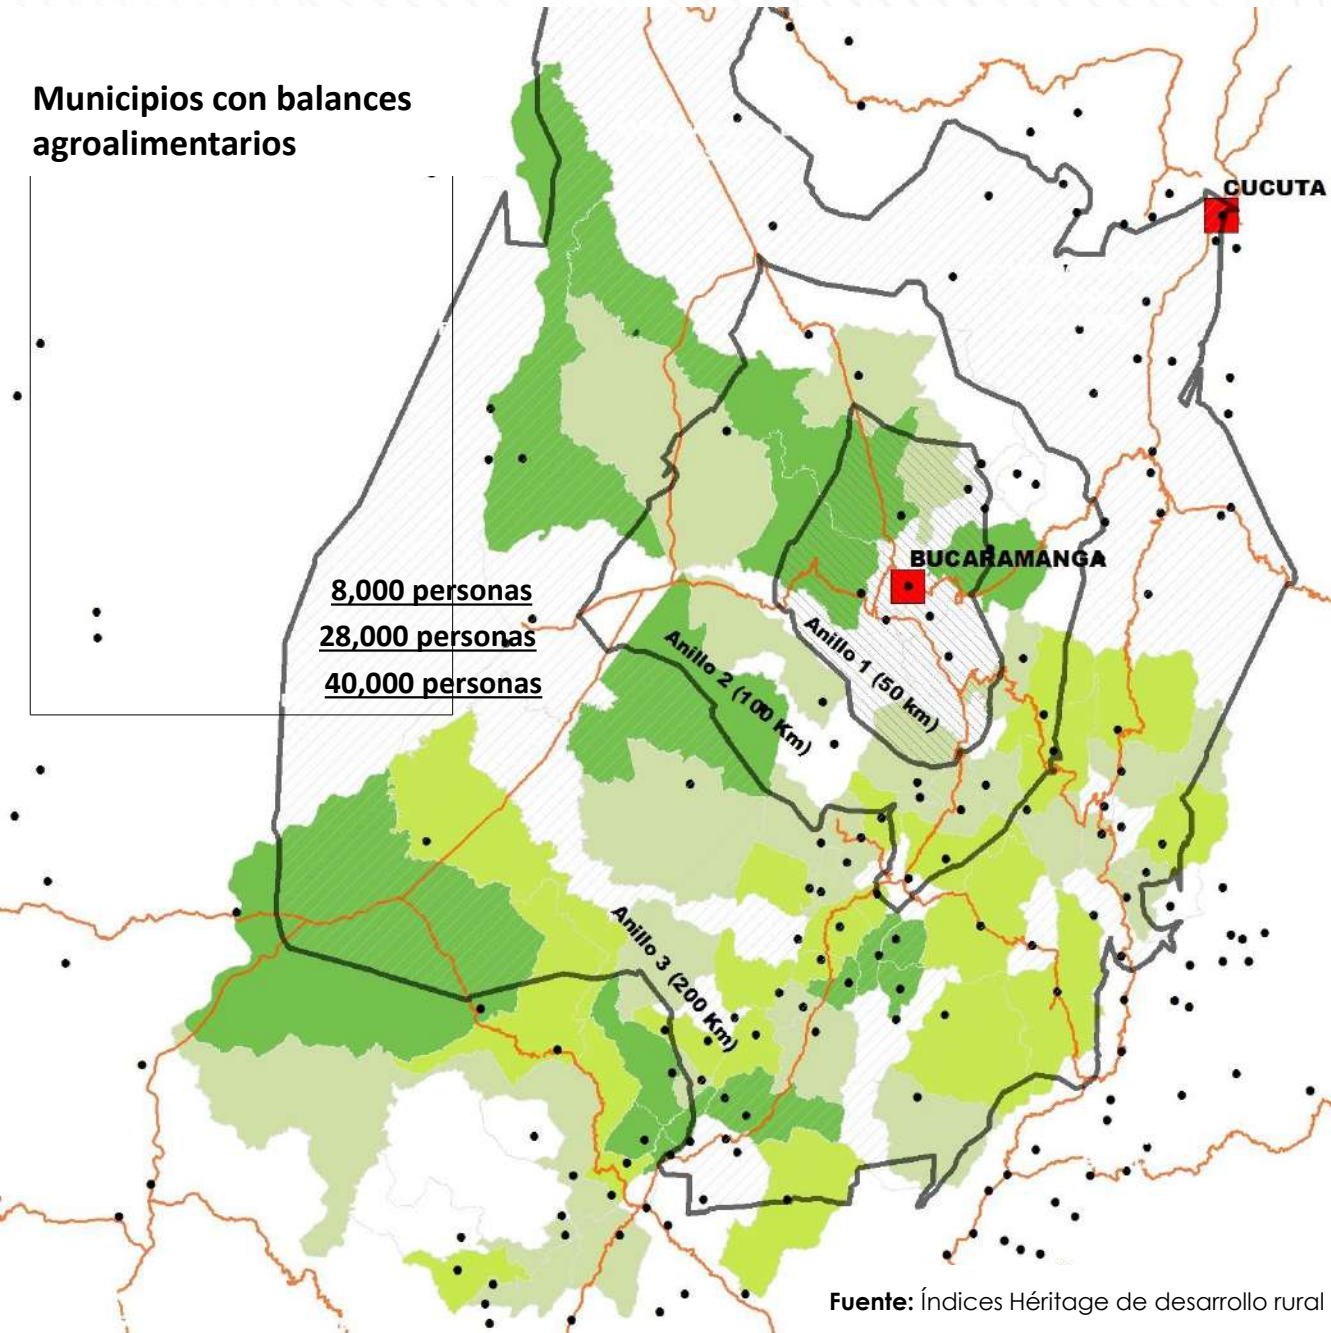 Municipios con balances
agroalimentarios
CUCUTA
BUCARAMANGA
8,000 personas
28,000 personas
40,000 personas
Anillo 1 (50 km)
Anillo 2 (100 Km)
Anillo 3 (200 Km)
Fuente: Índices Héritage de desarrollo rural